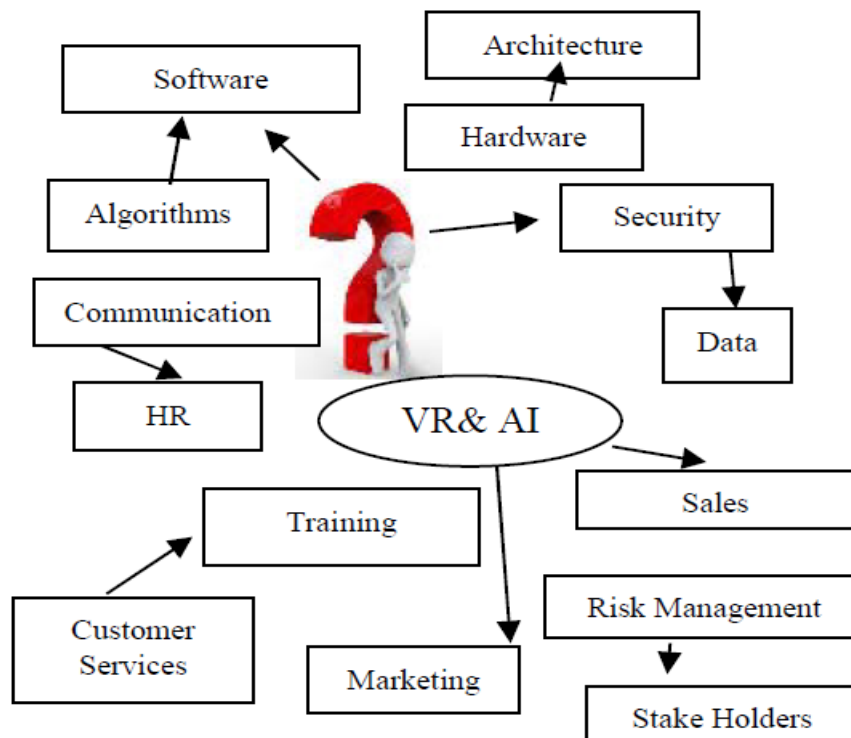 Architecture
Software
Hardware
Algorithms
Security
Communication
Data
HR
VR& AI
Sales
Training
Risk Management
Customer
Services
Marketing
Stake Holders